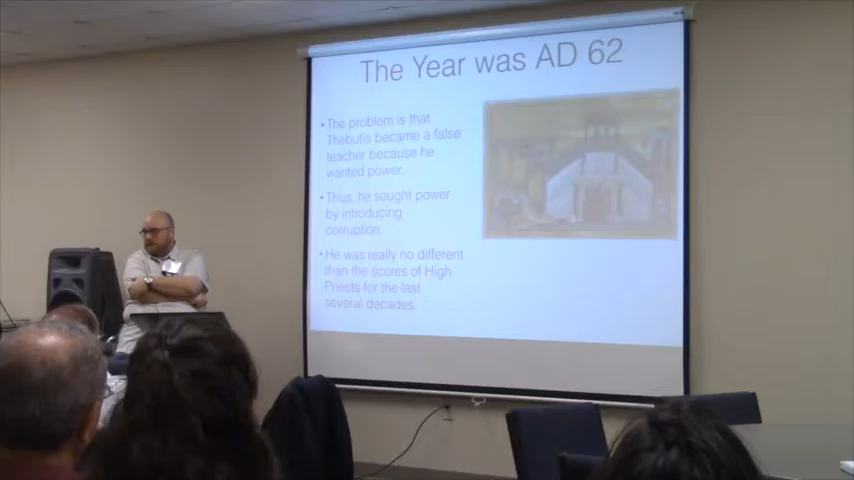 The Year was AD 62
• The problem is that
Thebutis became a false
teacher because he
wanted power.
• Thus, he sought power
by introducing
corruption.
• He was really no different
than the scores of High
Priests for the last
several decades.